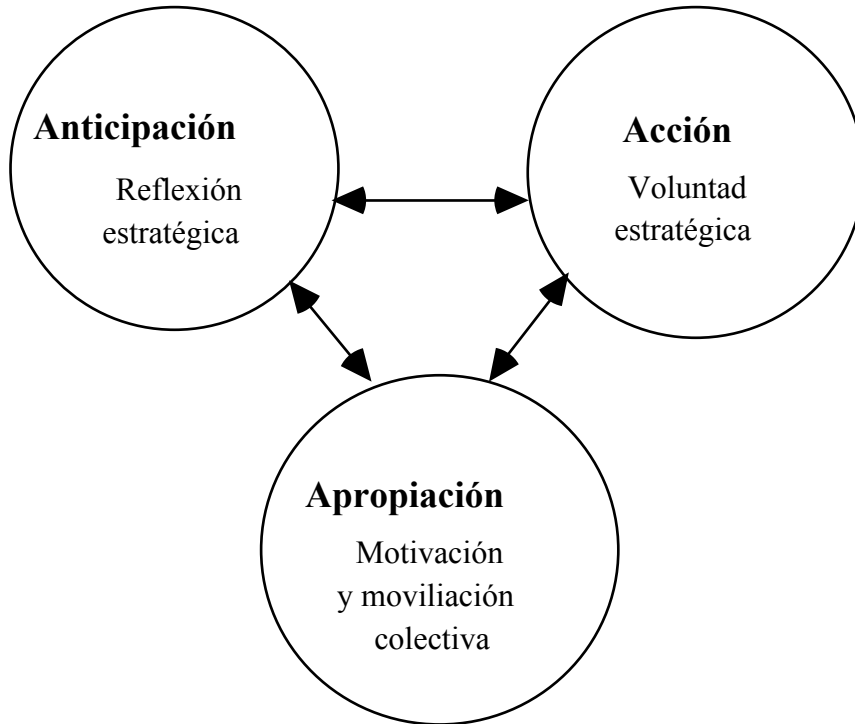 Anticipación
Reflexión
estratégica
Acción
Voluntad
estratégica
Apropiación
Motivación
y moviliación
colectiva